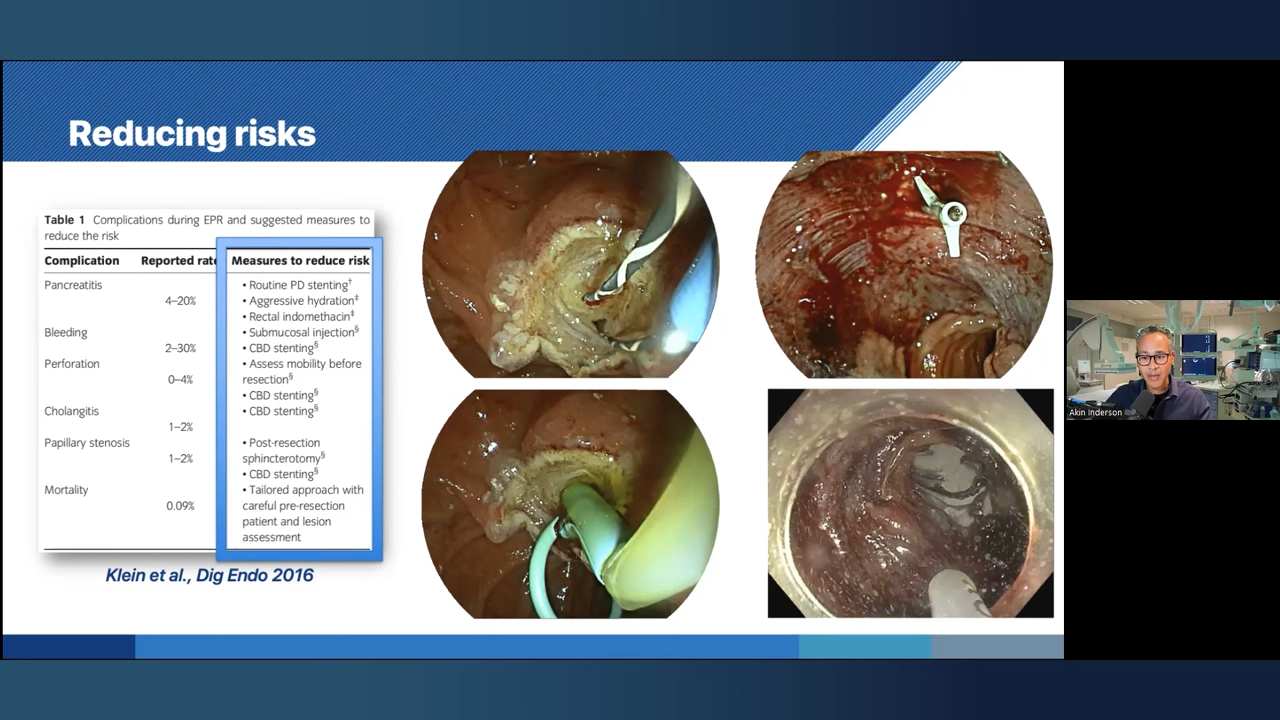 Reducing risks
Table 1 Complications during EPR and suggested measures to
reduce the risk
Complication Reported rate Measures to reduce risk
Pancreatitis • Routine PD stenting†
4–20% • Aggressive hydration‡
• Rectal indomethacin‡
Bleeding • Submucosal injection§
2–30% • CBD stenting§
Perforation • Assess mobility before
0–4% resection§
• CBD stenting§
Cholangitis • CBD stenting§
1–2%
Papillary stenosis • Post-resection
1–2% sphincterotomy§
• CBD stenting§
Mortality • Tailored approach with
0.09% careful pre-resection
patient and lesion
assessment
Klein et al., Dig Endo 2016
Akin Inderson